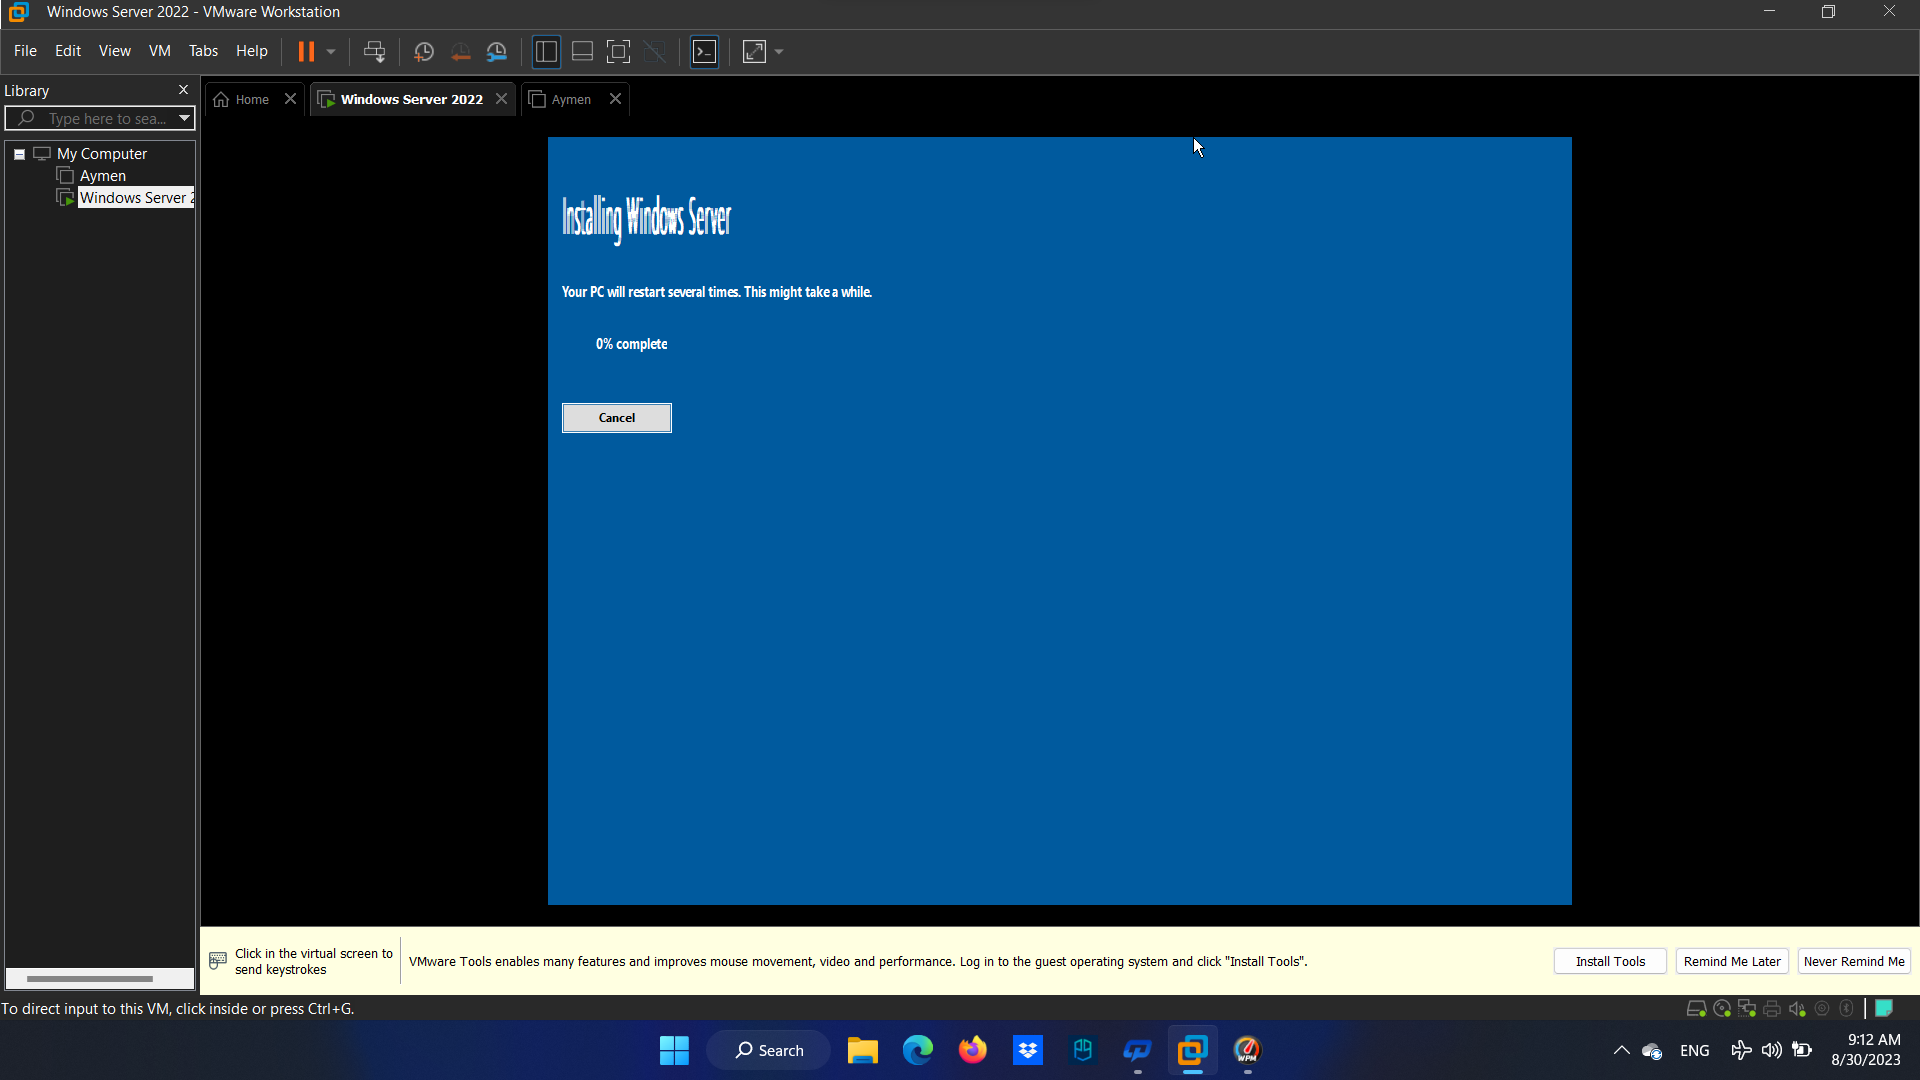 Windows Server 2022 - VMware Workstation
File Edit View VM Tabs Help
Library
Type here to sea...
My Computer
Aymen
Windows Server 2
Home
Windows Server 2022
Aymen
Installing Windows Server
Your PC will restart several times. This might take a while.
0% complete
Cancel
Click in the virtual screen to
send keystrokes
VMware Tools enables many features and improves mouse movement, video and performance. Log in to the guest operating system and click "Install Tools".
Install Tools
Remind Me Later
Never Remind Me
To direct input to this VM, click inside or press Ctrl+G.
Search
WPM
ENG
9:12 AM
8/30/2023